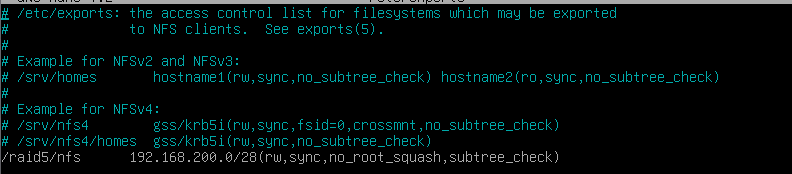 # /etc/exports: the access control list for filesystems which may be exported
#               to NFS clients.  See exports(5).
#
# Example for NFSv2 and NFSv3:
# /srv/homes       hostname1(rw,sync,no_subtree_check) hostname2(ro,sync,no_subtree_check)
#
# Example for NFSv4:
# /srv/nfs4        gss/krb5i(rw,sync,fsid=0,crossmnt,no_subtree_check)
# /srv/nfs4/homes  gss/krb5i(rw,sync,no_subtree_check)
/raid5/nfs      192.168.200.0/28(rw,sync,no_root_squash,subtree_check)